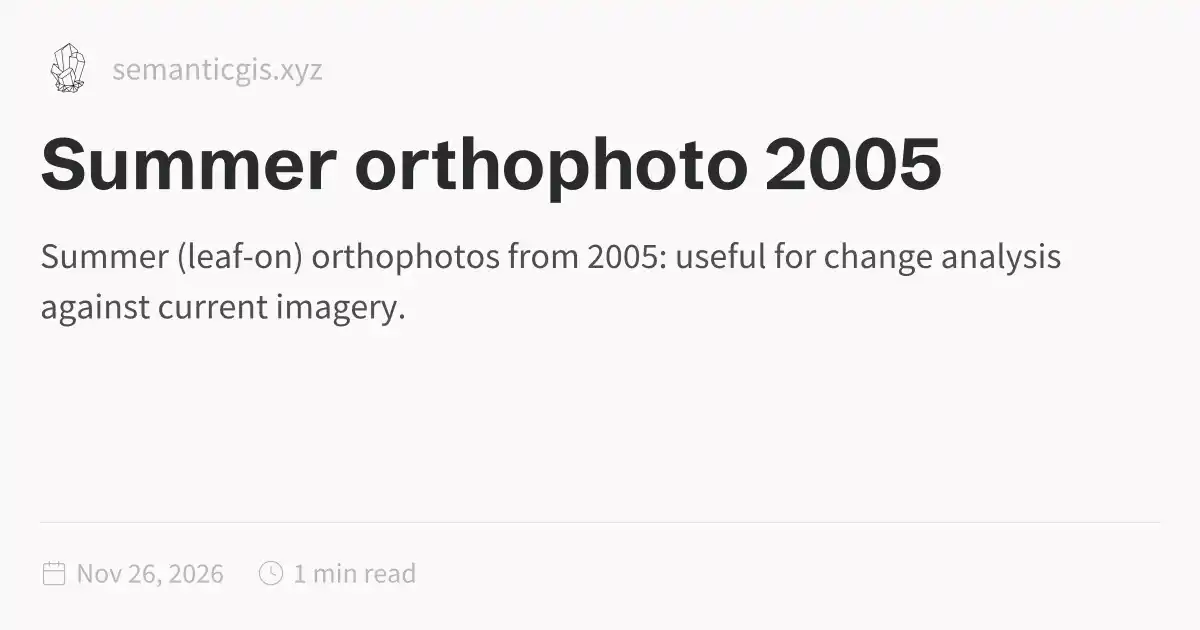 semanticgis.xyz
Summer orthophoto 2005
Summer (leaf-on) orthophotos from 2005: useful for change analysis
against current imagery.
Nov 26, 2026 1 min read